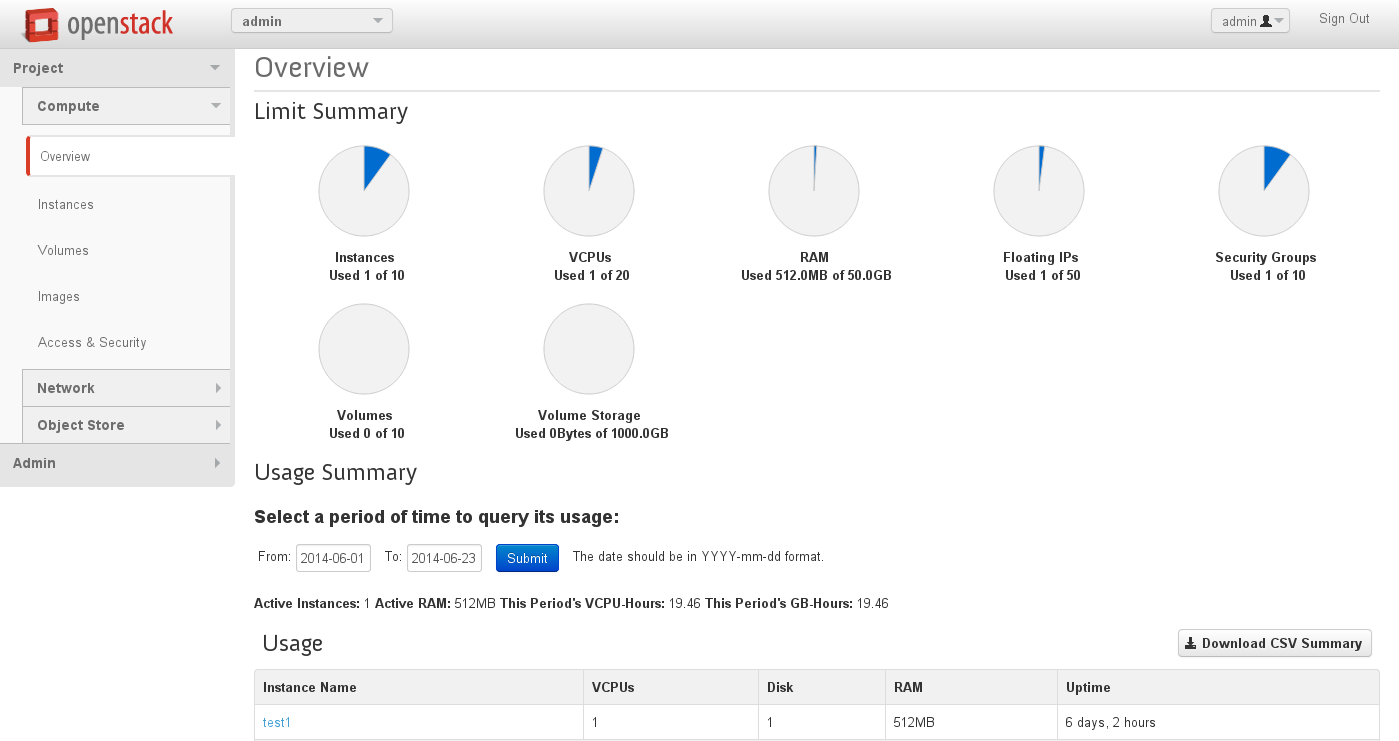 openstack
admin
admin
Sign Out
Project
Compute
Overview
Instances
Volumes
Images
Access & Security
Network
Object Store
Admin
Overview
Limit Summary
Instances
Used 1 of 10
VCPUs
Used 1 of 20
RAM
Used 512.0MB of 50.0GB
Floating IPs
Used 1 of 50
Security Groups
Used 1 of 10
Volumes
Used 0 of 10
Volume Storage
Used 0Bytes of 1000.0GB
Usage Summary
Select a period of time to query its usage:
From: 2014-06-01 To: 2014-06-23 Submit The date should be in YYYY-mm-dd format.
Active Instances: 1 Active RAM: 512MB This Period's VCPU-Hours: 19.46 This Period's GB-Hours: 19.46
Usage
Download CSV Summary
Instance Name VCPUs Disk RAM Uptime
test1 1 1 512MB 6 days, 2 hours